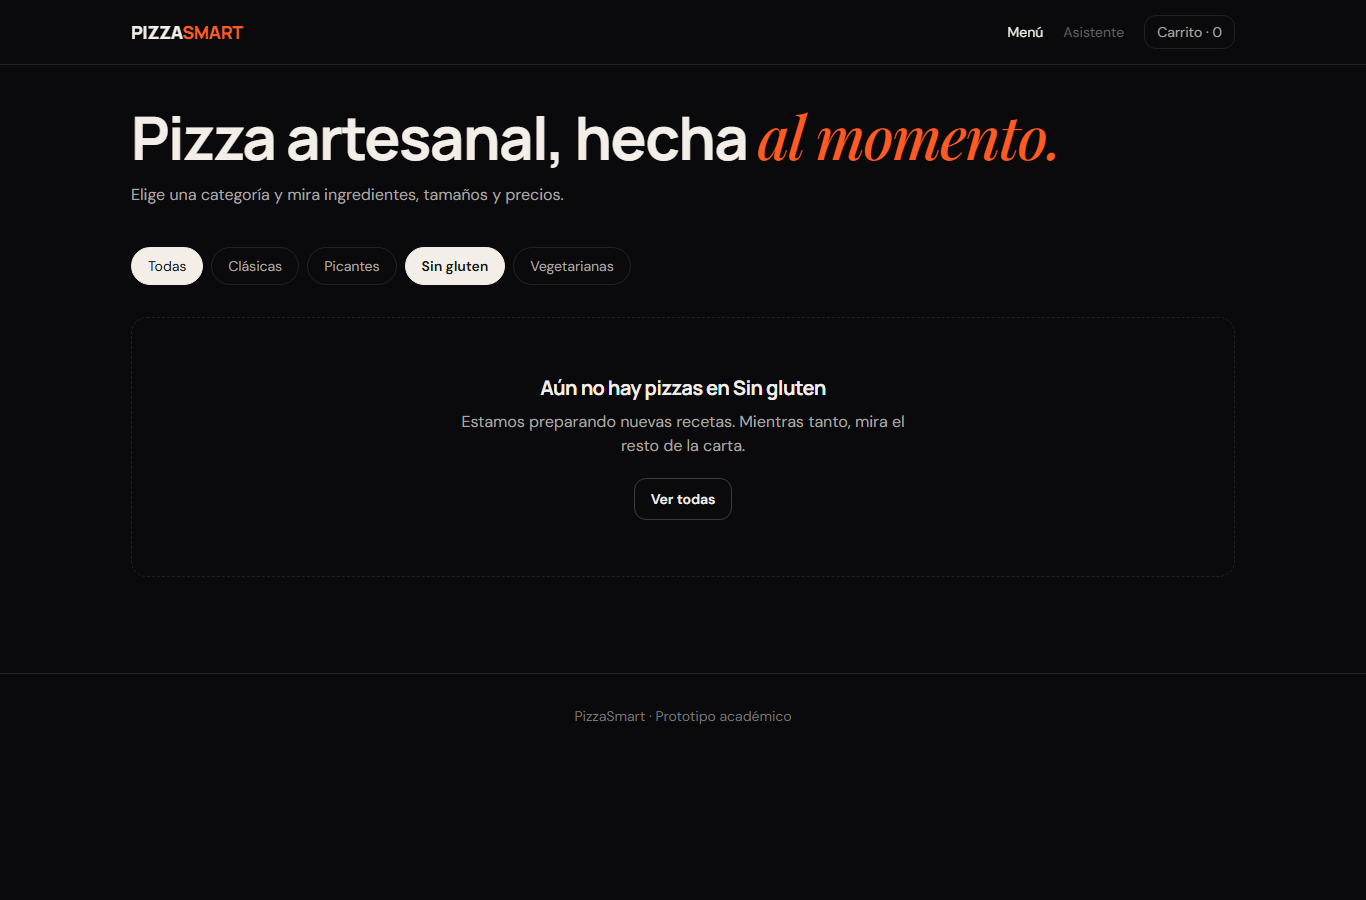 PIZZASMART
Menú
Asistente
Carrito · 0
Pizza artesanal, hecha al momento.
Elige una categoría y mira ingredientes, tamaños y precios.
Todas
Clásicas
Picantes
Sin gluten
Vegetarianas
Aún no hay pizzas en Sin gluten
Estamos preparando nuevas recetas. Mientras tanto, mira el
resto de la carta.
Ver todas
PizzaSmart · Prototipo académico